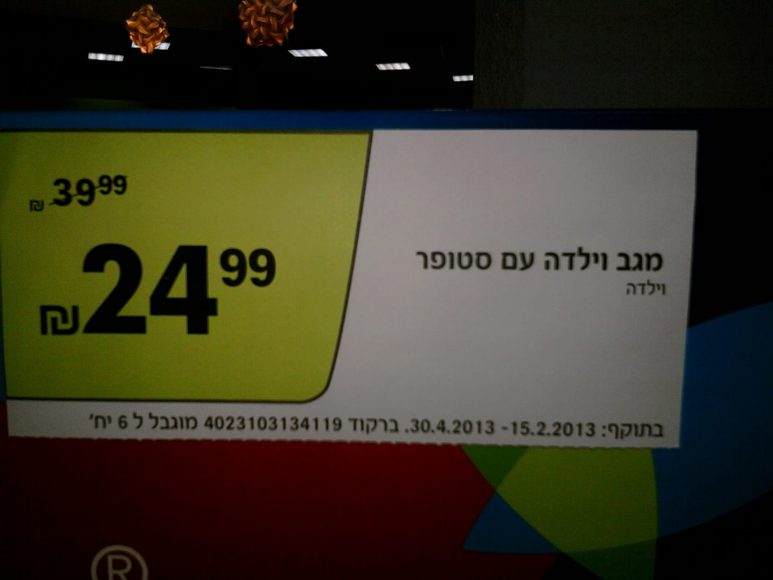 ₪ 39.99
₪ 24.99
מגב וילדה עם סטופר
וילדה
בתוקף: 15.2.2013 - 30.4.2013. ברקוד 4023103134119 מוגבל ל 6 יח'
®